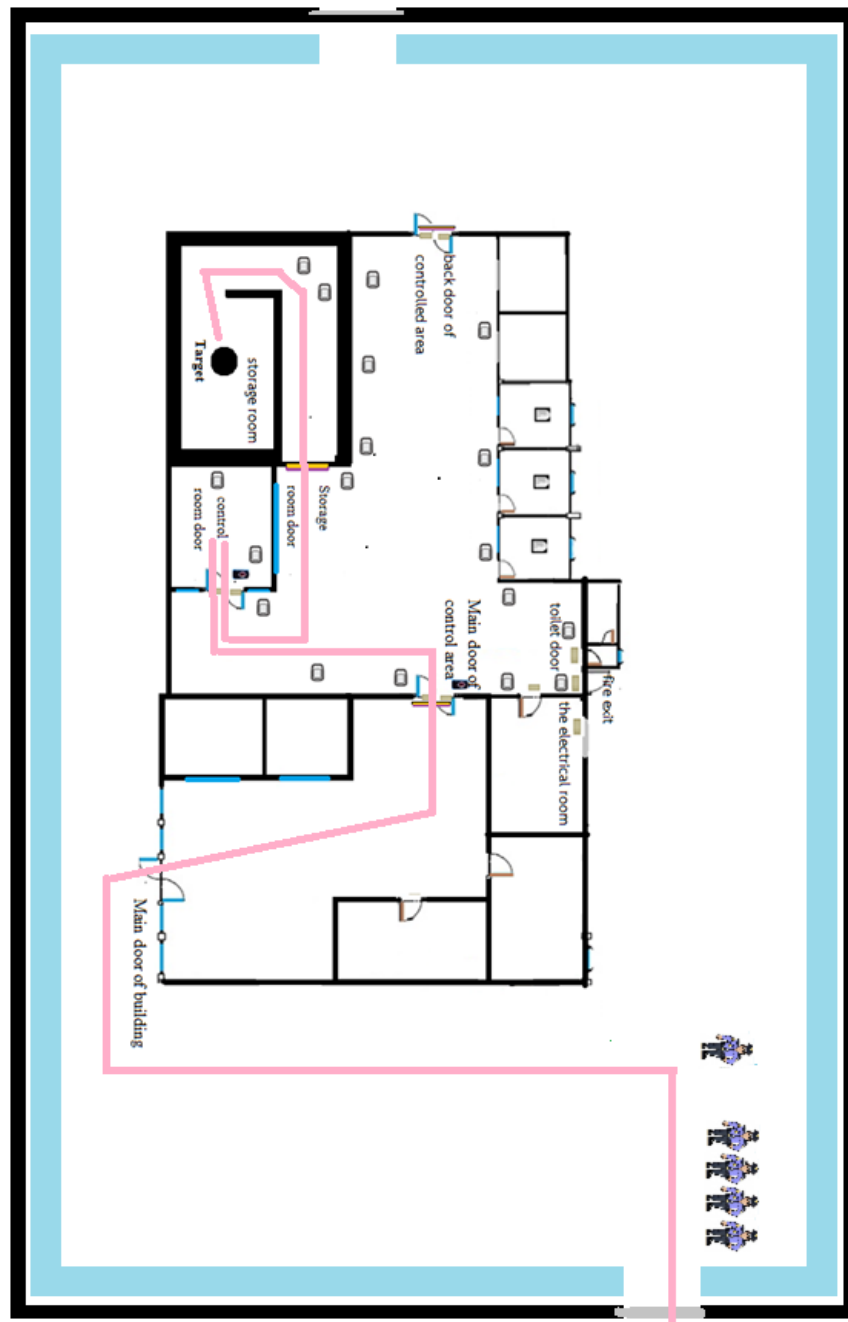 back door of
controlled area
storage room
Target
Storage
room door
control
room door
Main door of
control area
toilet door
fire exit
the electrical room
Main door of building